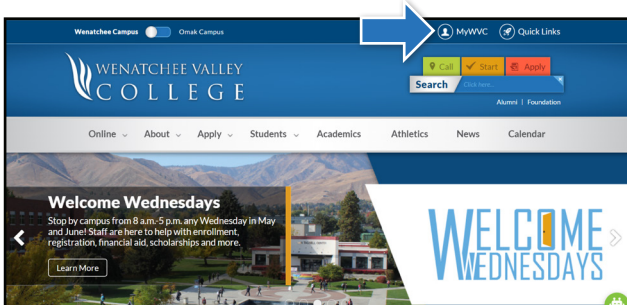 Wenatchee Campus Omak Campus MyWVC Quick Links
WENATCHEE VALLEY
COLLEGE
Call Start Apply
Search Click here...
Alumni | Foundation
Online About Apply Students Academics Athletics News Calendar
Welcome Wednesdays
Stop by campus from 8 a.m.-5 p.m. any Wednesday in May
and June! Staff are here to help with enrollment,
registration, financial aid, scholarships and more.
Learn More
WELCOME
WEDNESDAYS